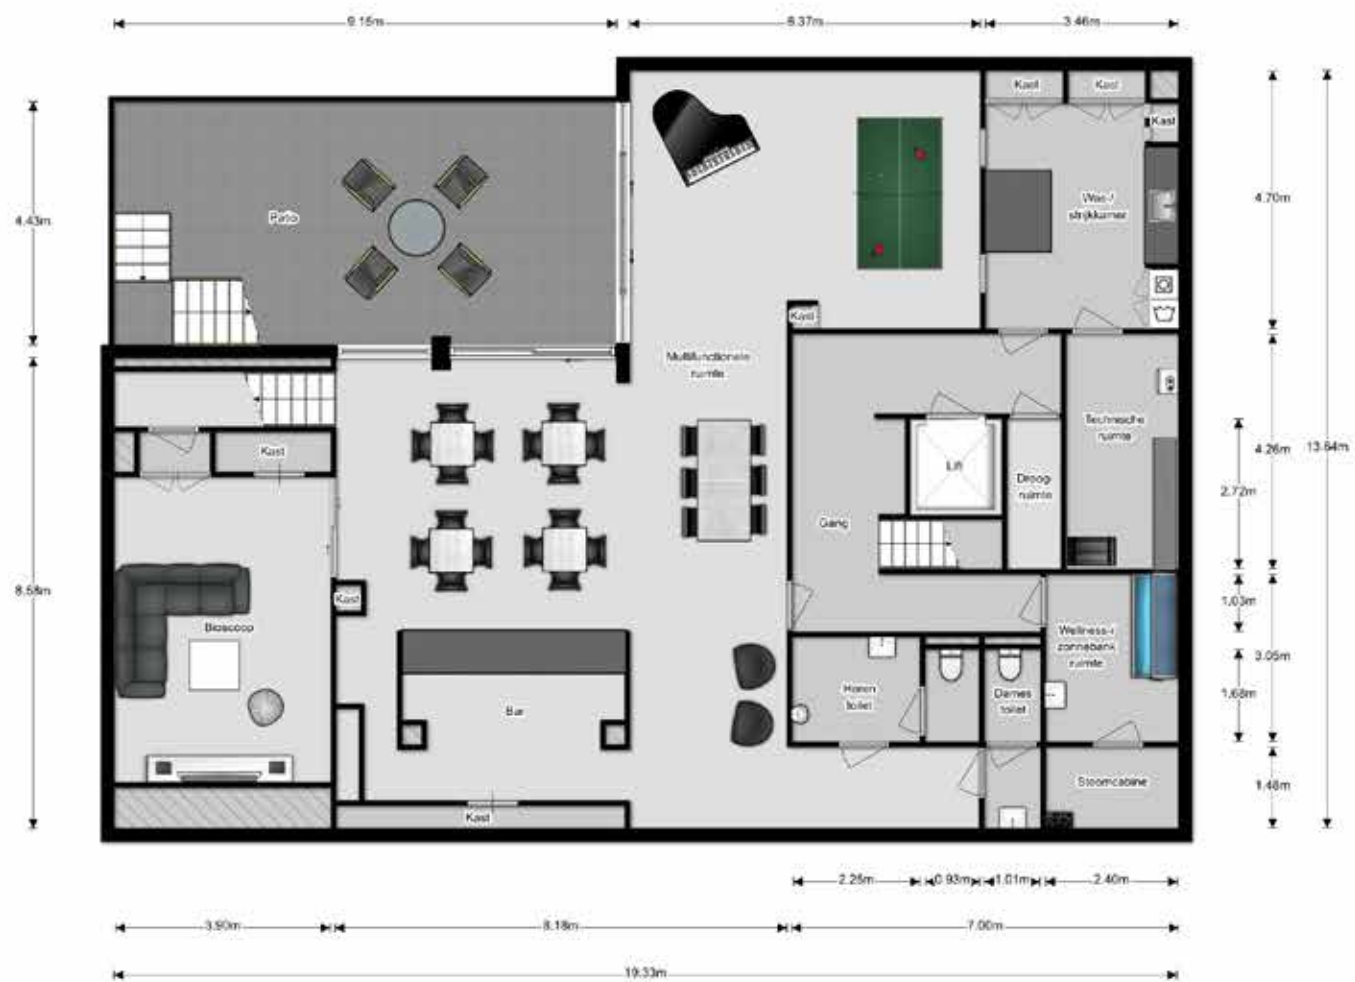 9.15m
6.37m
3.46m
Kast
Kast
Kast
4.43m
Patio
Was-/
strijkkamer
4.70m
Kast
Multifunctionele
ruimte
Technische
ruimte
Kast
Lift
Droog
ruimte
4.26m
13.64m
2.72m
Gang
8.58m
Kast
1.03m
Bioscoop
Wellness-/
zonnebank
ruimte
3.05m
Heren
toilet
Dames
toilet
1.68m
Bar
Stoomcabine
1.48m
Kast
2.25m
0.93m
1.01m
2.40m
3.90m
8.18m
7.00m
19.33m